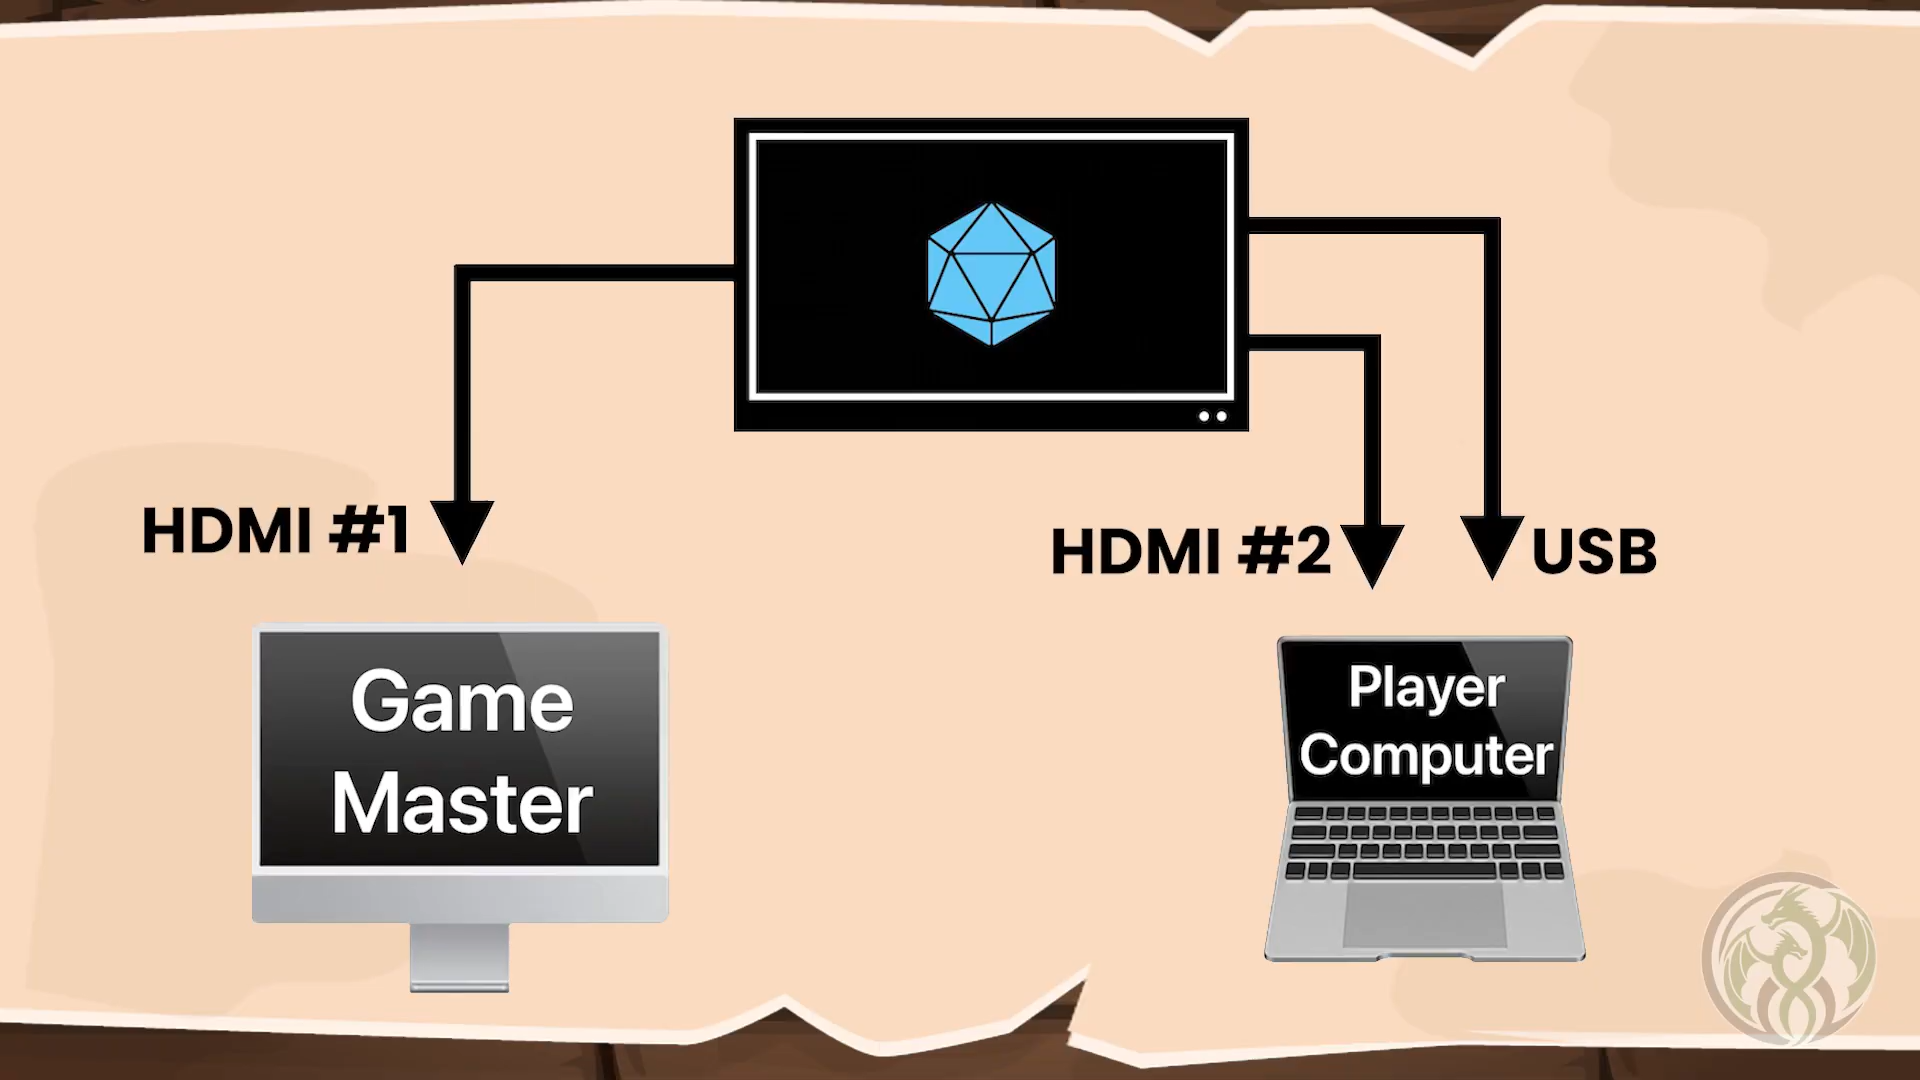 HDMI #1
HDMI #2
USB
Game
Master
Player
Computer